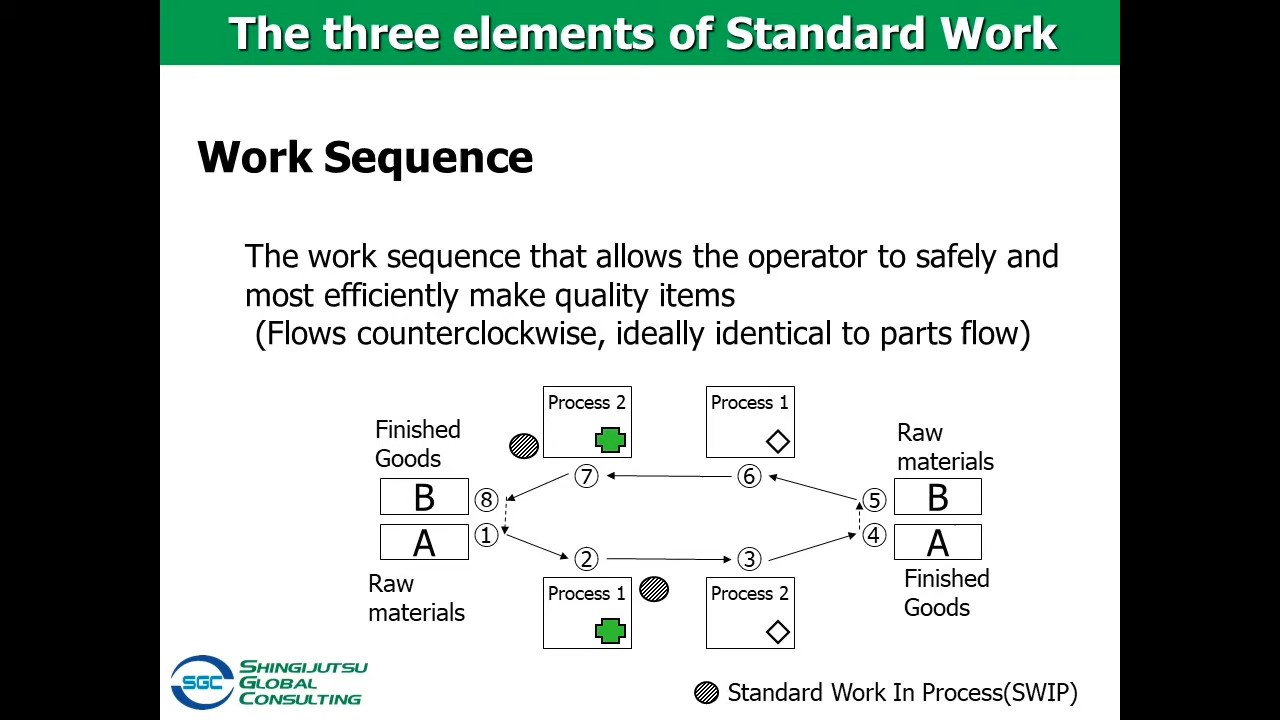 The three elements of Standard Work
Work Sequence
The work sequence that allows the operator to safely and
most efficiently make quality items
(Flows counterclockwise, ideally identical to parts flow)
Process 2
Process 1
Finished
Goods
Raw
materials
⑦
⑥
B
⑧
⑤
B
A
①
④
A
②
③
Raw
materials
Process 1
Process 2
Finished
Goods
SGC
SHINGIJUTSU
GLOBAL
CONSULTING
Standard Work In Process(SWIP)